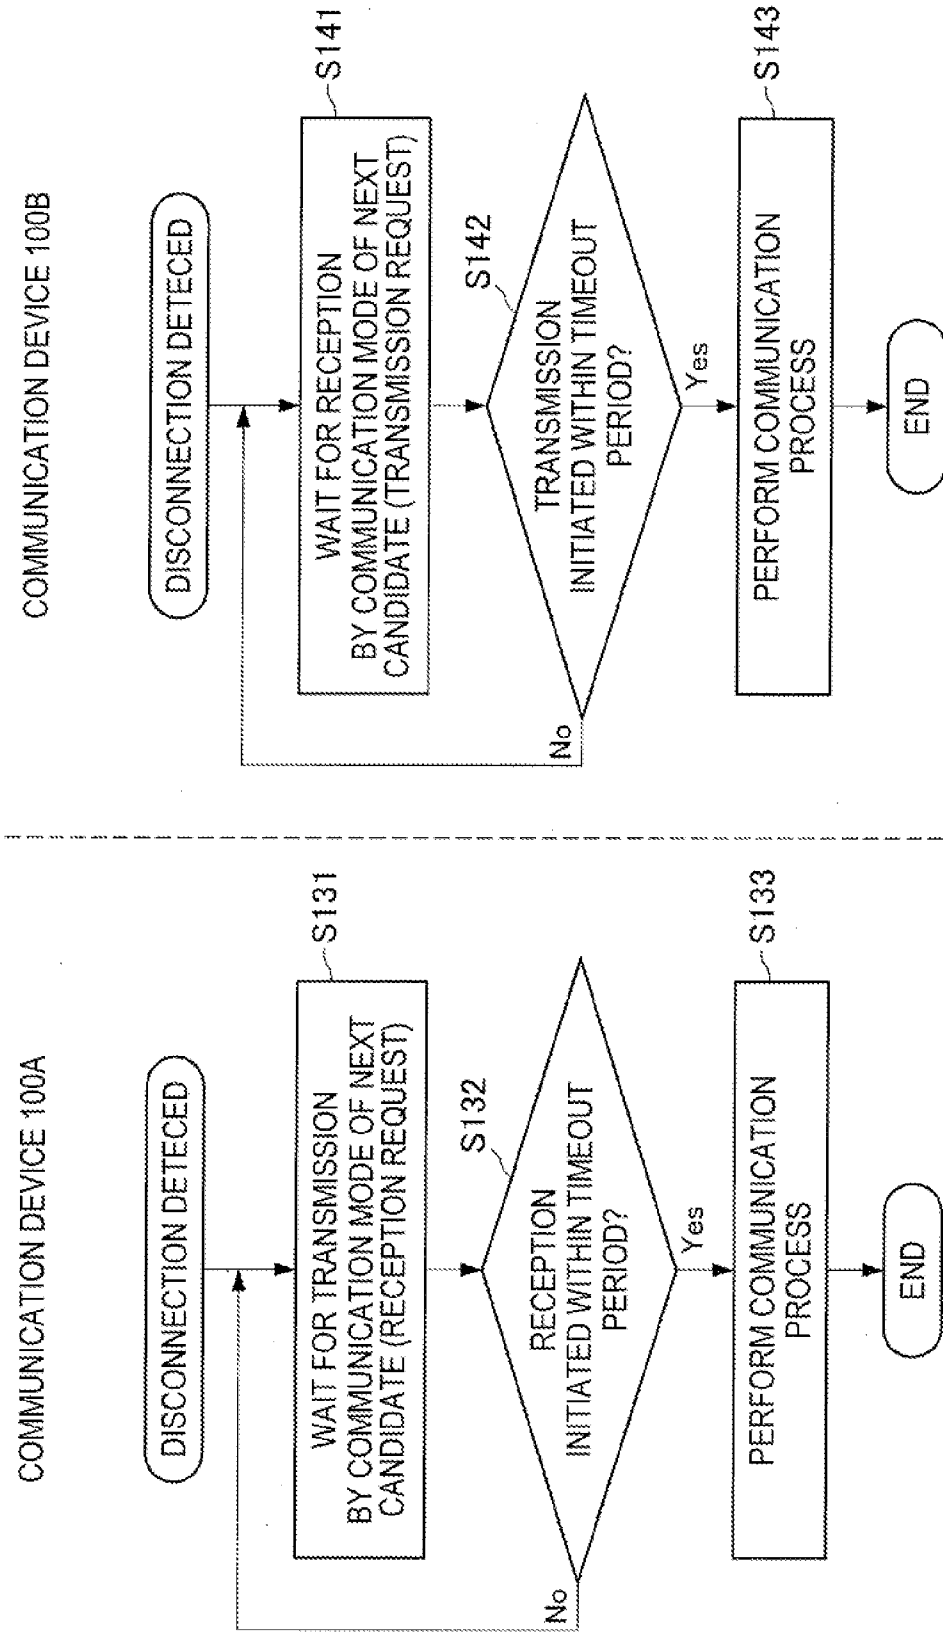 COMMUNICATION DEVICE 100A
DISCONNECTION DETECED
WAIT FOR TRANSMISSION
BY COMMUNICATION MODE OF NEXT
CANDIDATE (RECEPTION REQUEST)
S131
RECEPTION
INITIATED WITHIN TIMEOUT
PERIOD?
S132
No
Yes
PERFORM COMMUNICATION
PROCESS
S133
END
COMMUNICATION DEVICE 100B
DISCONNECTION DETECED
WAIT FOR RECEPTION
BY COMMUNICATION MODE OF NEXT
CANDIDATE (TRANSMISSION REQUEST)
S141
TRANSMISSION
INITIATED WITHIN TIMEOUT
PERIOD?
S142
No
Yes
PERFORM COMMUNICATION
PROCESS
S143
END